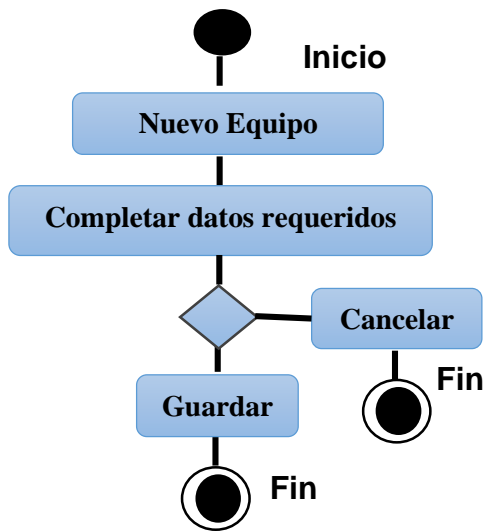 Inicio
Nuevo Equipo
Completar datos requeridos
Cancelar
Fin
Guardar
Fin